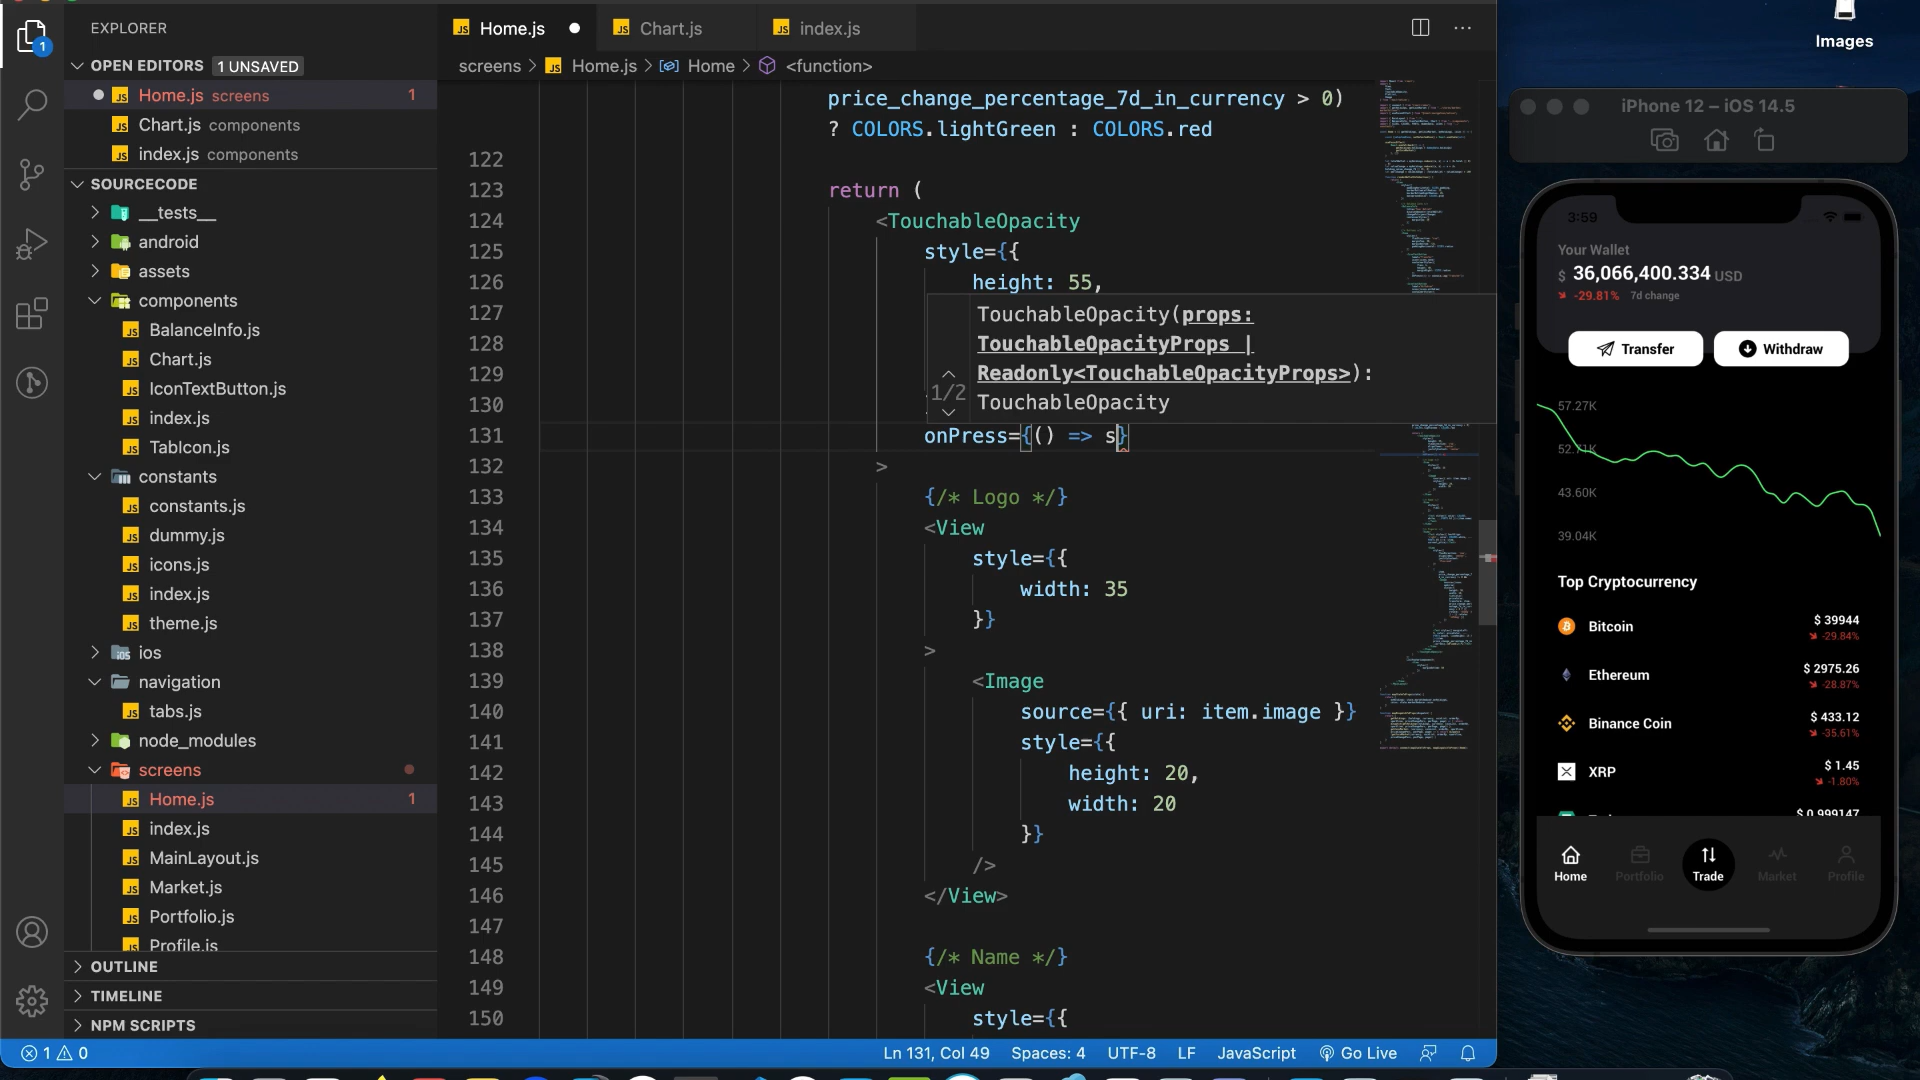 EXPLORER
OPEN EDITORS 1 UNSAVED
Home.js screens 1
Chart.js components
index.js components
SOURCECODE
__tests__
android
assets
components
BalanceInfo.js
Chart.js
IconTextButton.js
index.js
TabIcon.js
constants
constants.js
dummy.js
icons.js
index.js
theme.js
ios
navigation
tabs.js
node_modules
screens
Home.js 1
index.js
MainLayout.js
Market.js
Portfolio.js
Profile.js
OUTLINE
TIMELINE
NPM SCRIPTS
1
Home.js
Chart.js
index.js
screens > Home.js > Home > <function>
price_change_percentage_7d_in_currency > 0)
? COLORS.lightGreen : COLORS.red
122
123 return (
124 <TouchableOpacity
125 style={{
126 height: 55,
127
128
129
130
TouchableOpacity(props:
TouchableOpacityProps |
Readonly<TouchableOpacityProps>):
TouchableOpacity
1/2
131 onPress={() => s}
132 >
133 {/* Logo */}
134 <View
135 style={{
136 width: 35
137 }}
138 >
139 <Image
140 source={{ uri: item.image }}
141 style={{
142 height: 20,
143 width: 20
144 }}
145 />
146 </View>
147
148 {/* Name */}
149 <View
150 style={{
1 0
Ln 131, Col 49 Spaces: 4 UTF-8 LF JavaScript Go Live
Images
iPhone 12 – iOS 14.5
3:59
Your Wallet
$ 36,066,400.334 USD
-29.81% 7d change
Transfer
Withdraw
57.27K
52.71K
43.60K
39.04K
Top Cryptocurrency
Bitcoin $ 39944
-29.84%
Ethereum $ 2975.26
-28.87%
Binance Coin $ 433.12
-35.61%
XRP $ 1.45
-1.80%
$ 0.999147
Home
Portfolio
Trade
Market
Profile